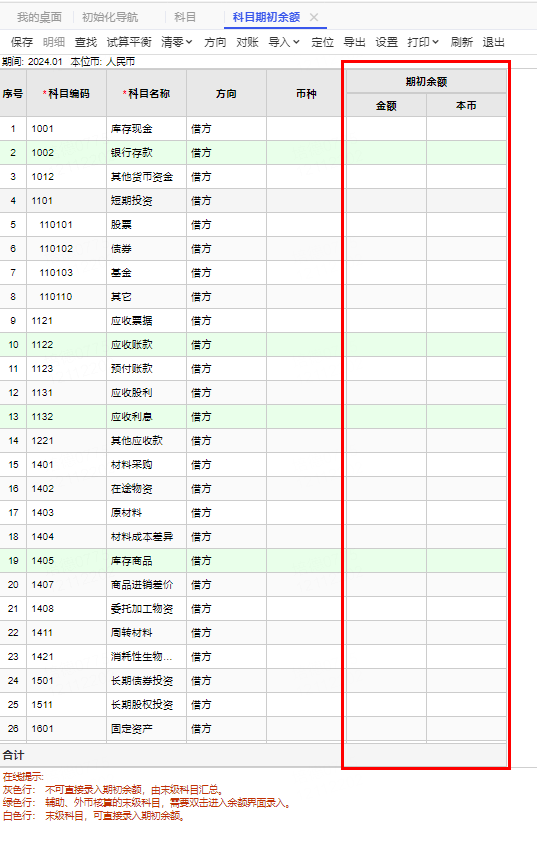 我的桌面 初始化导航 科目 科目期初余额
保存 明细 查找 试算平衡 清零 方向 对账 导入 定位 导出 设置 打印 刷新 退出
期间: 2024.01 本位币: 人民币
序号 *科目编码 *科目名称 方向 币种 期初余额
金额 本币
1 1001 库存现金 借方
2 1002 银行存款 借方
3 1012 其他货币资金 借方
4 1101 短期投资 借方
5 110101 股票 借方
6 110102 债券 借方
7 110103 基金 借方
8 110110 其它 借方
9 1121 应收票据 借方
10 1122 应收账款 借方
11 1123 预付账款 借方
12 1131 应收股利 借方
13 1132 应收利息 借方
14 1221 其他应收款 借方
15 1401 材料采购 借方
16 1402 在途物资 借方
17 1403 原材料 借方
18 1404 材料成本差异 借方
19 1405 库存商品 借方
20 1407 商品进销差价 借方
21 1408 委托加工物资 借方
22 1411 周转材料 借方
23 1421 消耗性生物... 借方
24 1501 长期债券投资 借方
25 1511 长期股权投资 借方
26 1601 固定资产 借方
合计
在线提示:
灰色行: 不可直接录入期初余额，由末级科目汇总。
绿色行: 辅助、外币核算的末级科目，需要双击进入余额界面录入。
白色行: 末级科目，可直接录入期初余额。